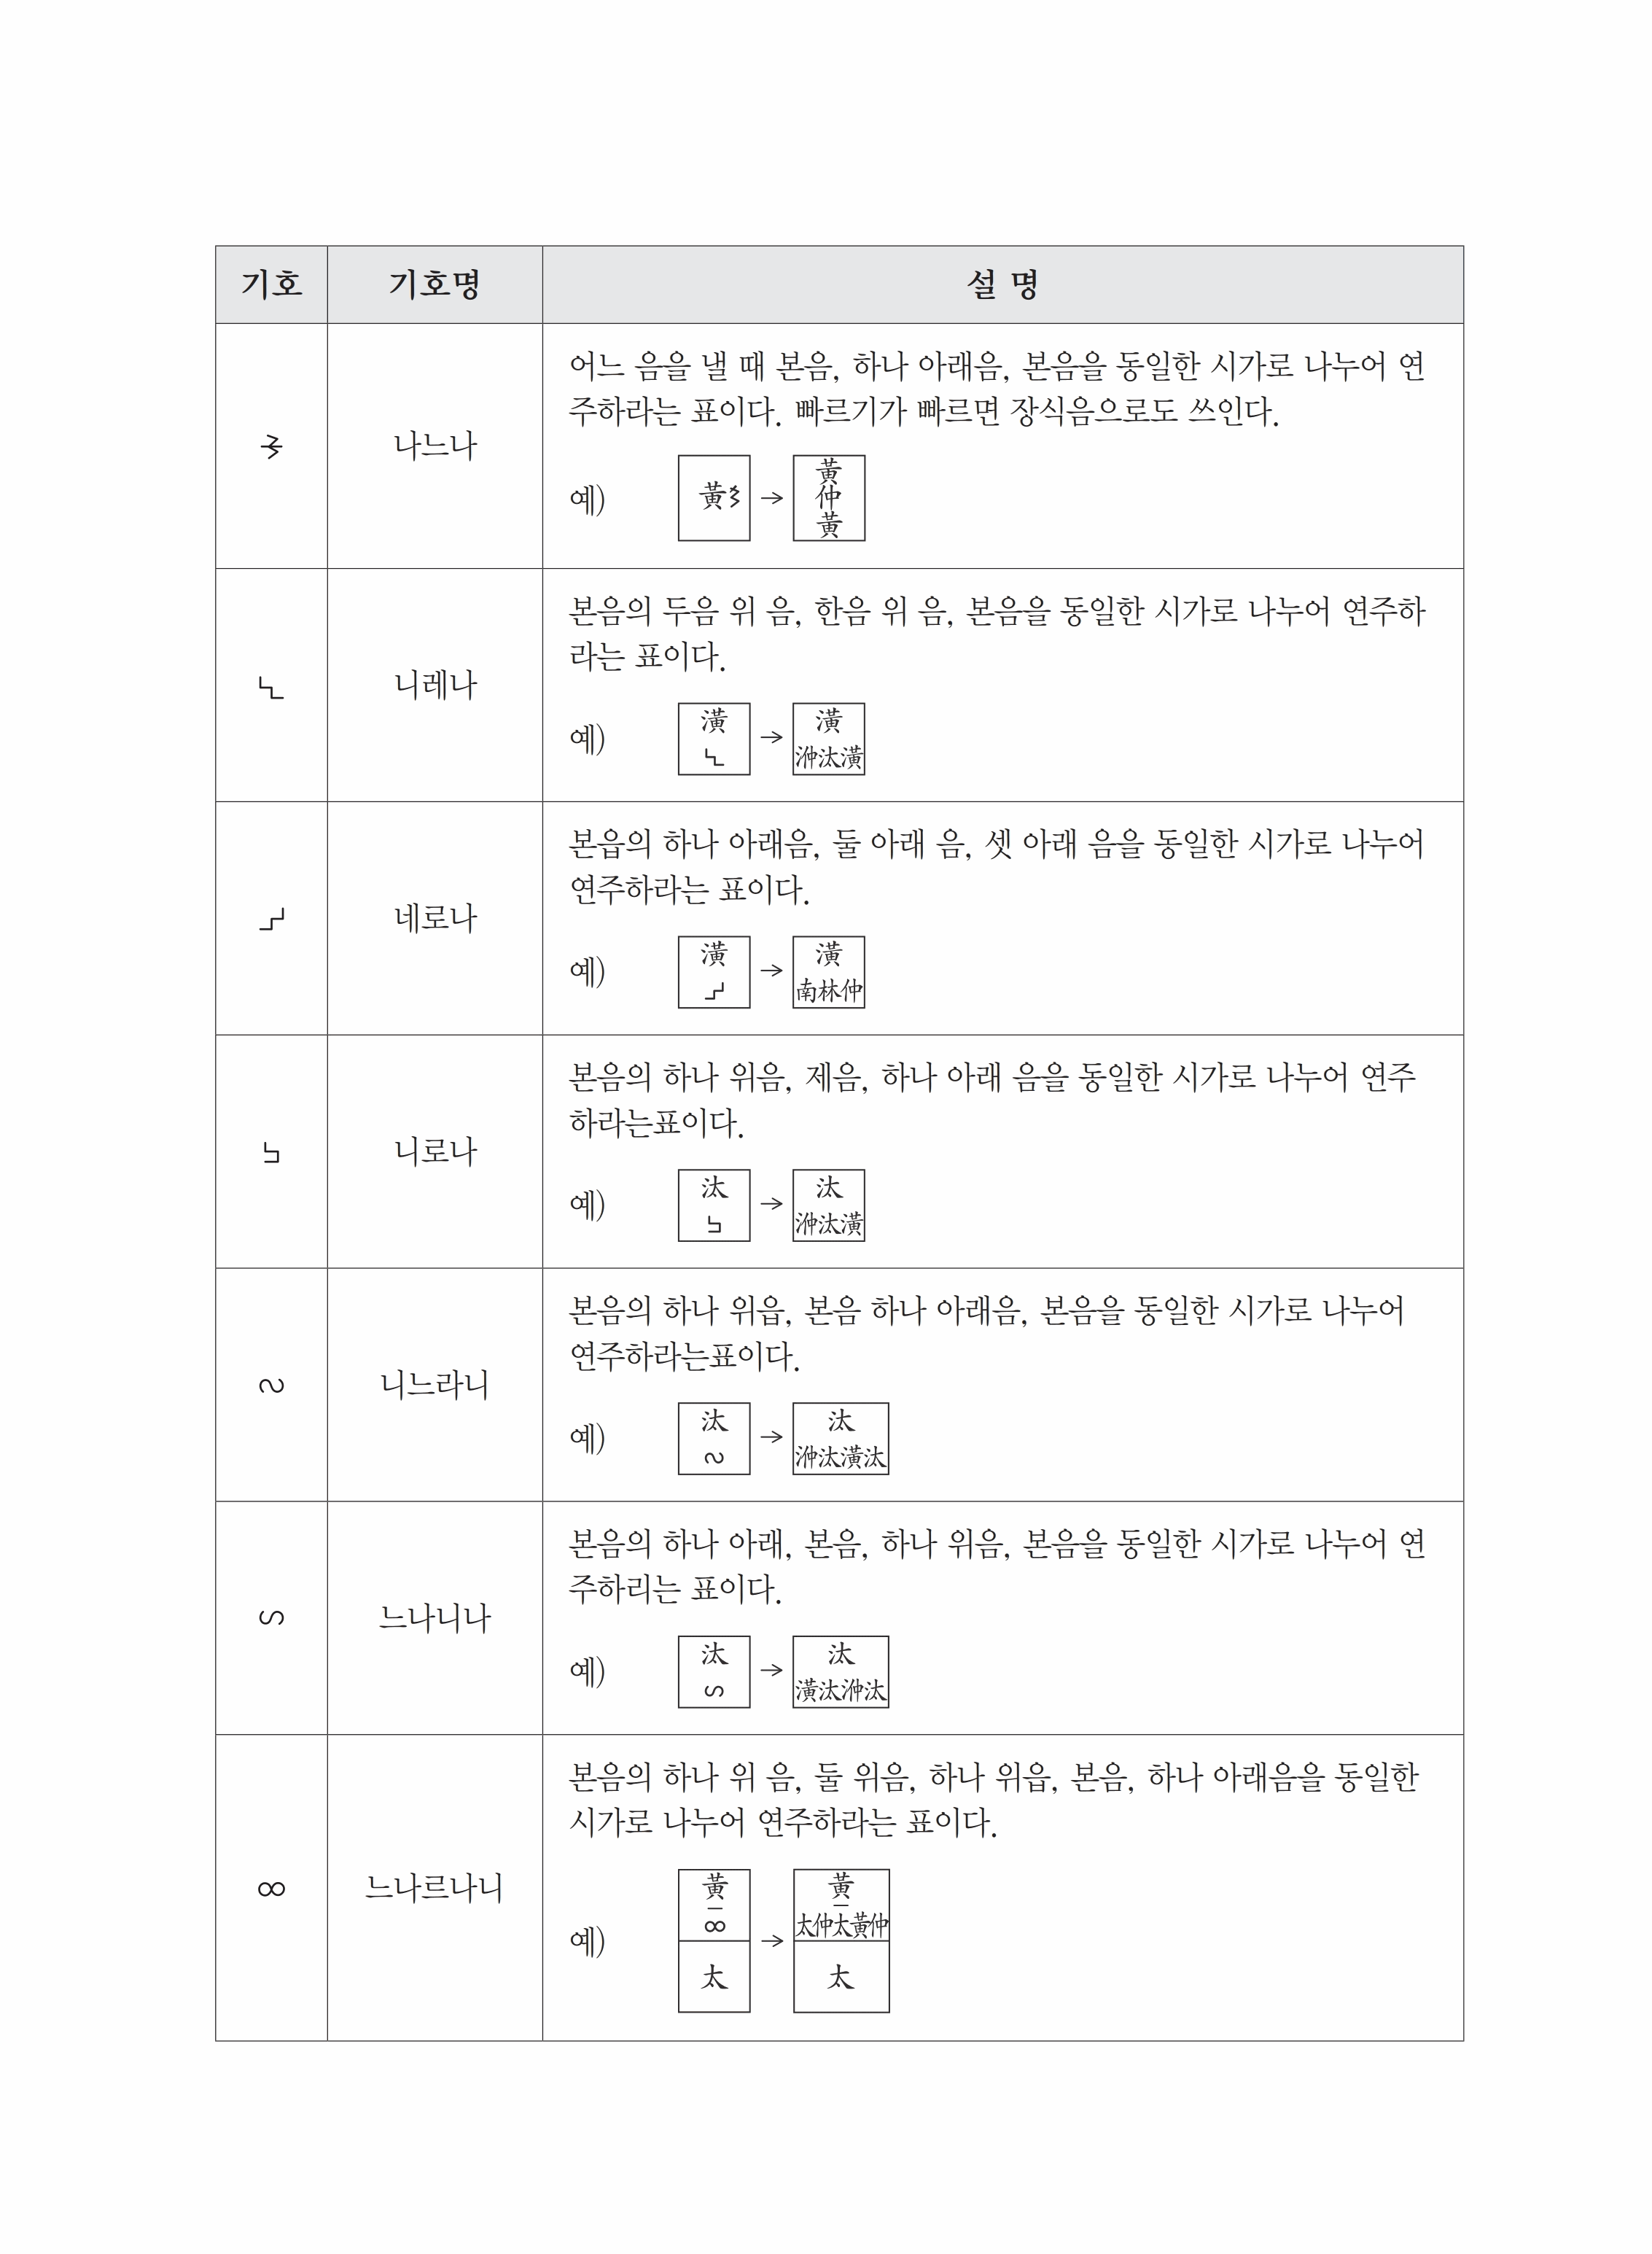 기호 기호명 설 명
어느 음을 낼 때 본음, 하나 아래음, 본음을 동일한 시가로 나누어 연
주하라는 표이다. 빠르기가 빠르면 장식음으로도 쓰인다.
나느나
예) 黃 → 黃
仲
黃
본음의 두음 위 음, 한음 위 음, 본음을 동일한 시가로 나누어 연주하
라는 표이다.
니레나
예) 潢 → 潢
㳞汰潢
본읍의 하나 아래음, 둘 아래 음, 셋 아래 음을 동일한 시가로 나누어
연주하라는 표이다.
네로나
예) 潢 → 潢
南林仲
본음의 하나 위음, 제음, 하나 아래 음을 동일한 시가로 나누어 연주
하라는표이다.
니로나
예) 汰 → 汰
㳞汰潢
본음의 하나 위읍, 본음 하나 아래음, 본음을 동일한 시가로 나누어
연주하라는표이다.
∾ 니느라니
예) 汰 → 汰
∾ 㳞汰潢汰
본음의 하나 아래, 본음, 하나 위음, 본음을 동일한 시가로 나누어 연
주하리는 표이다.
∽ 느나니나
예) 汰 → 汰
∽ 潢汰㳞汰
본음의 하나 위 음, 둘 위음, 하나 위읍, 본음, 하나 아래음을 동일한
시가로 나누어 연주하라는 표이다.
∞ 느나르나니
예) 黃 → 黃
– –
∞ 太仲太黃仲
太 太